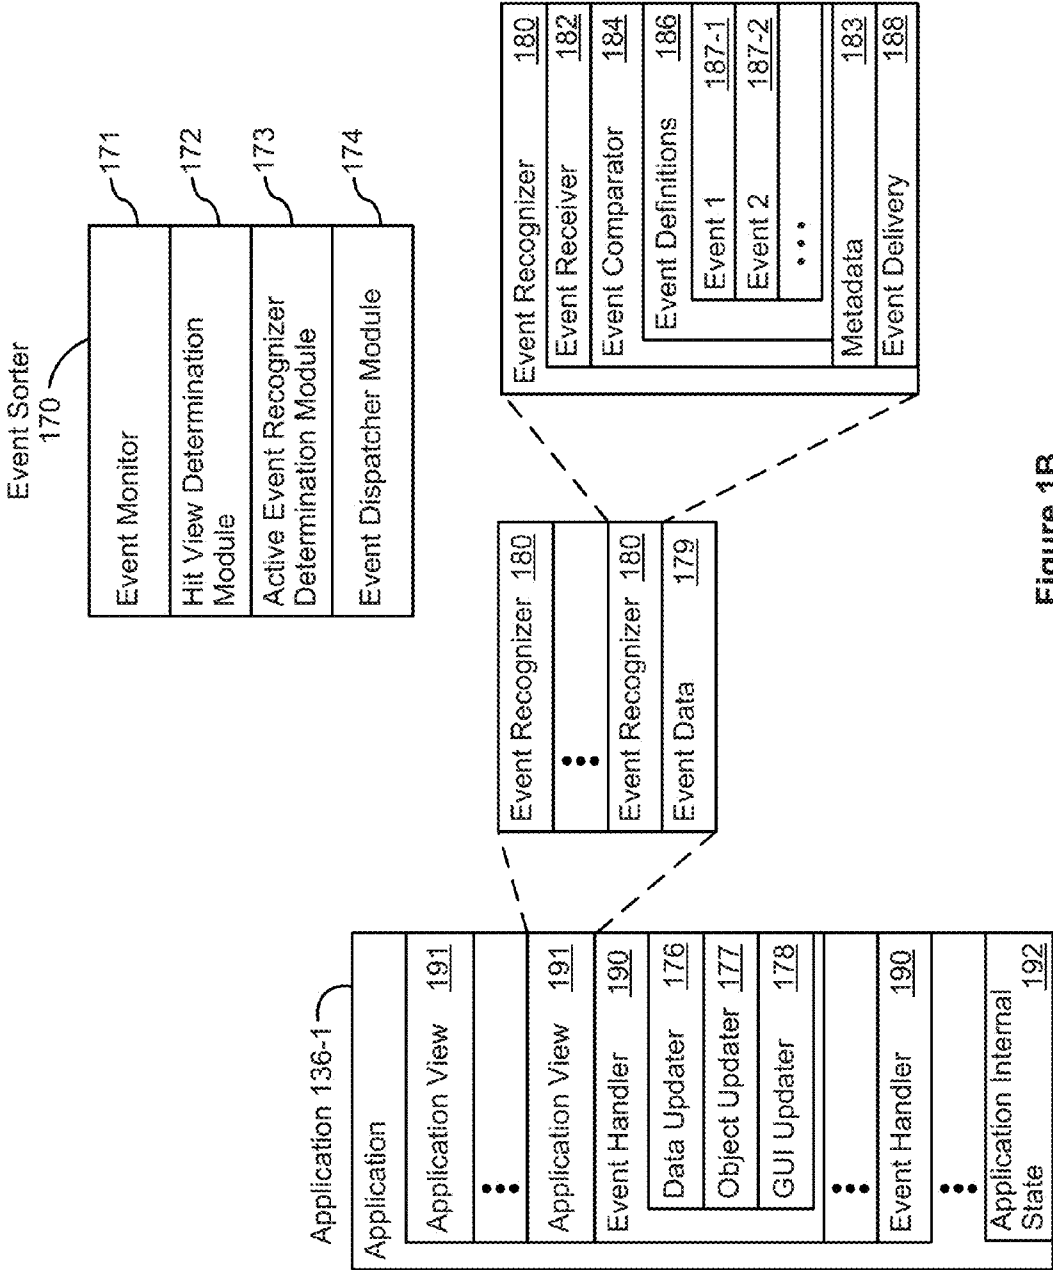 Event Sorter
170
Event Monitor
171
Hit View Determination
Module
172
Active Event Recognizer
Determination Module
173
Event Dispatcher Module
174
Application 136-1
Application
Application View 191
•••
Application View 191
Event Handler 190
Data Updater 176
Object Updater 177
GUI Updater 178
•••
Event Handler 190
•••
Application Internal
State 192
Event Recognizer 180
•••
Event Recognizer 180
Event Data 179
Event Recognizer 180
Event Receiver 182
Event Comparator 184
Event Definitions 186
Event 1 187-1
Event 2 187-2
•••
Metadata 183
Event Delivery 188
Figure 1B